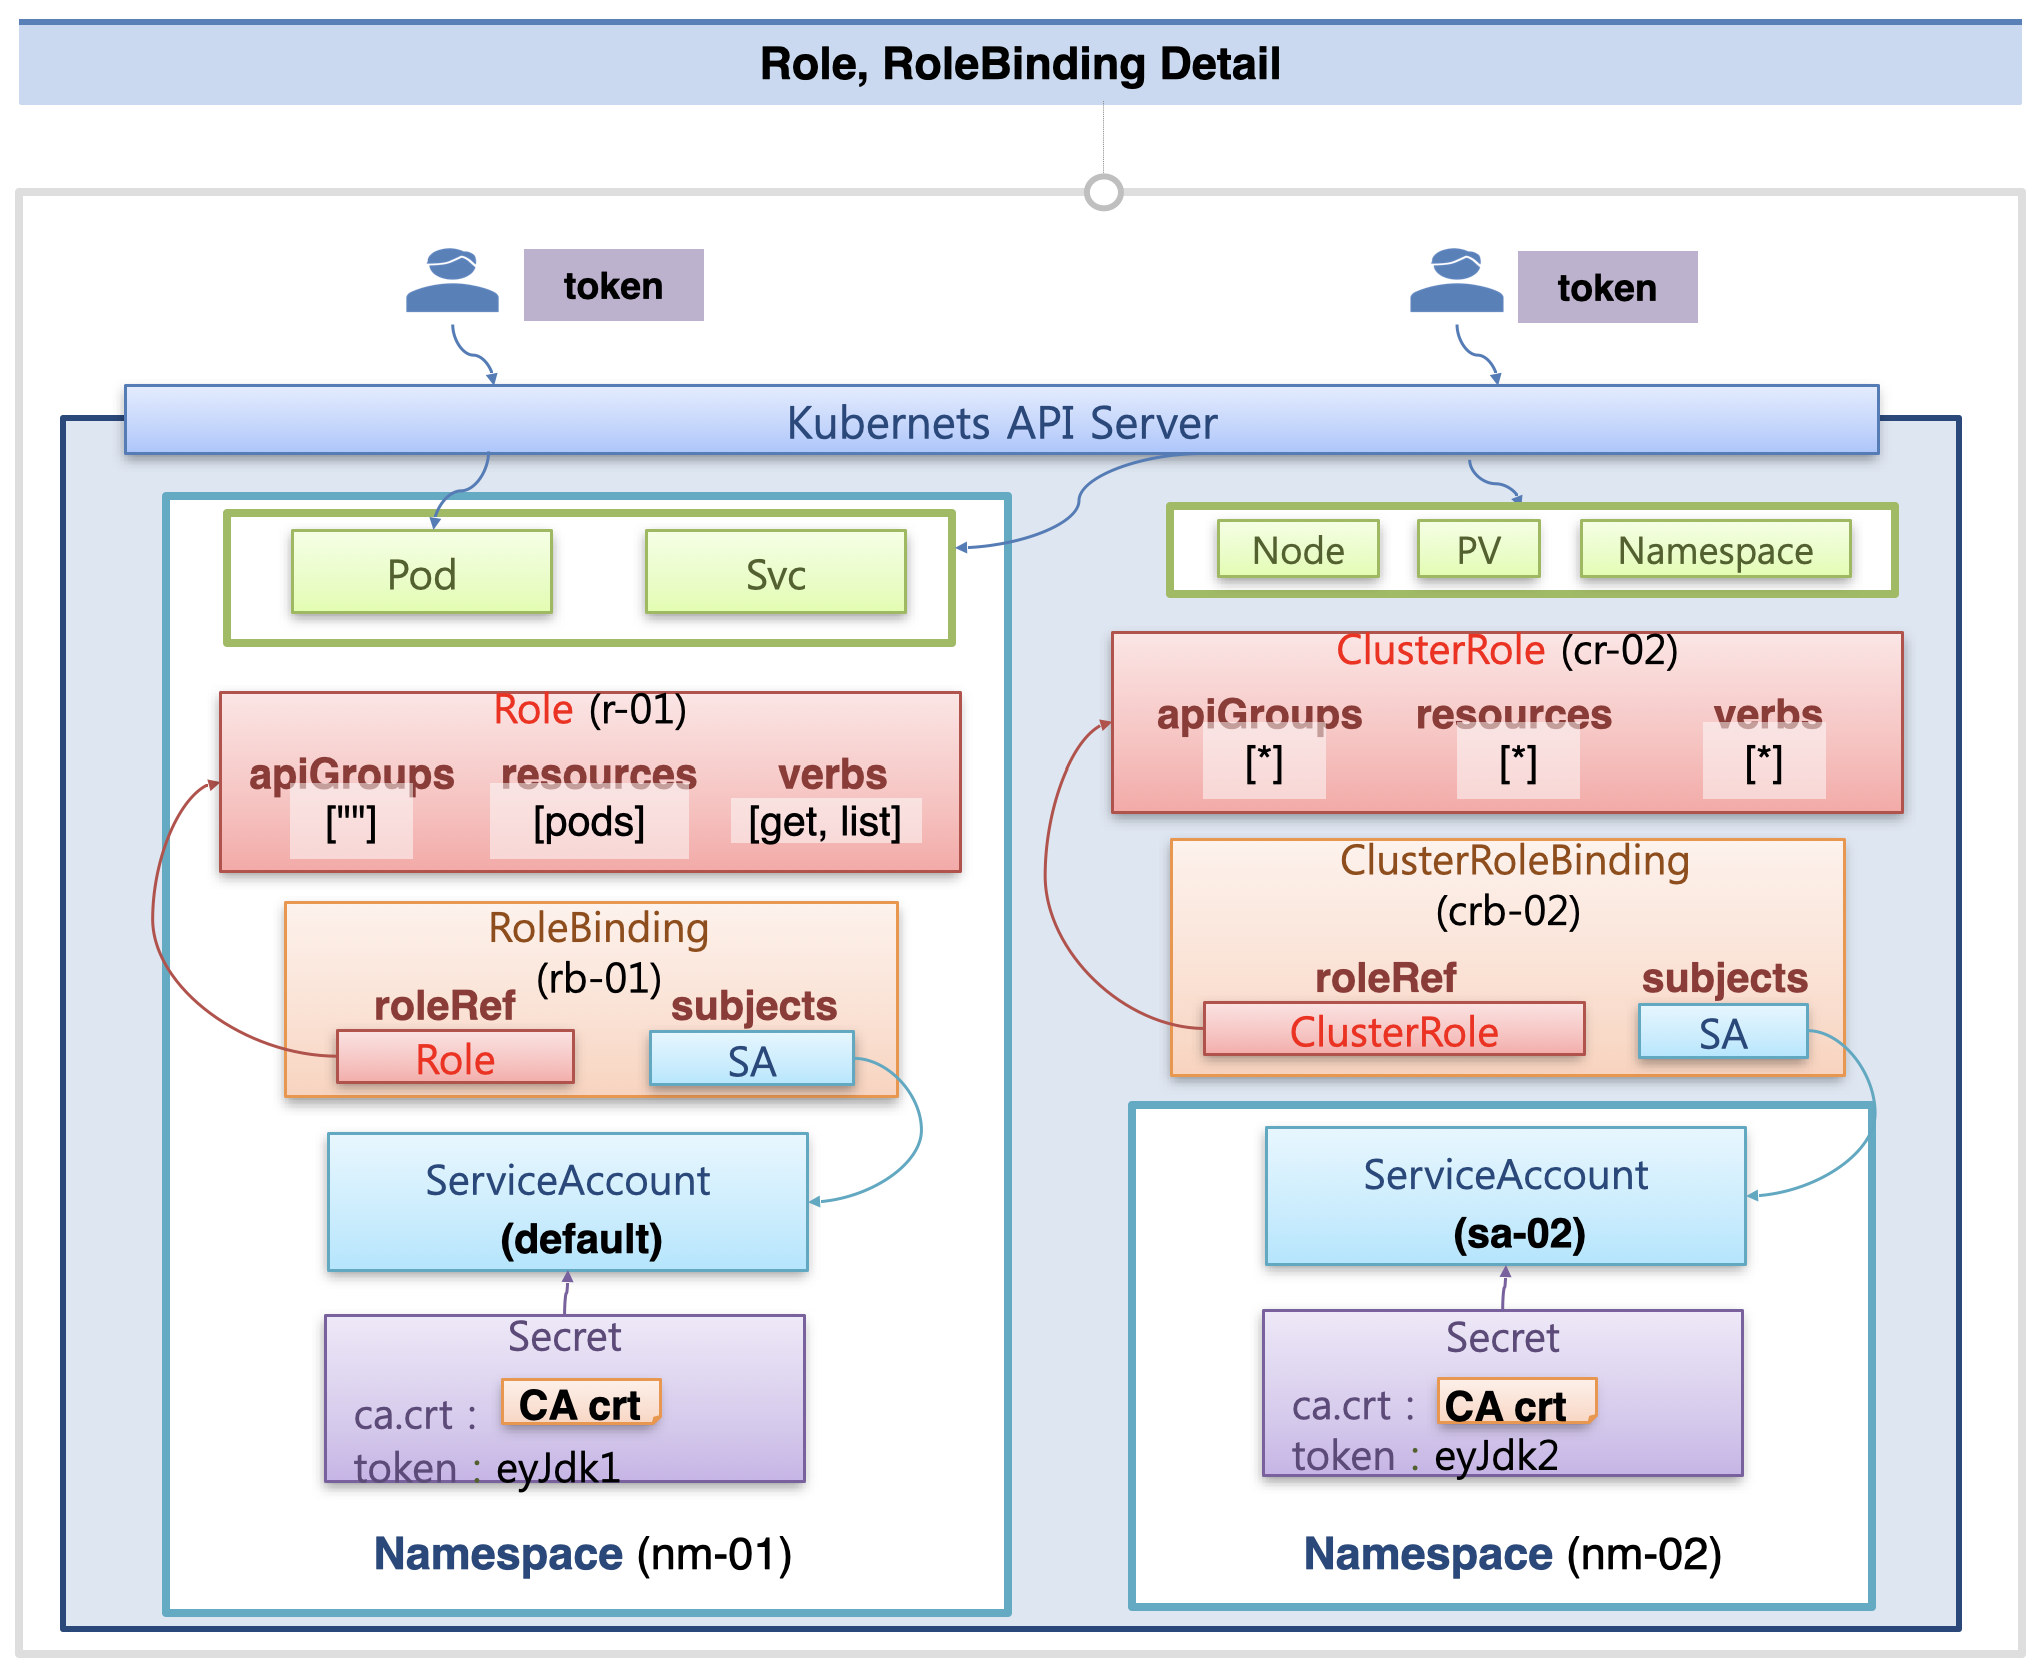 Role, RoleBinding Detail
token
token
Kubernets API Server
Pod
Svc
Node
PV
Namespace
Role (r-01)
apiGroups
resources
verbs
[""]
[pods]
[get, list]
RoleBinding
(rb-01)
roleRef
subjects
Role
SA
ServiceAccount
(default)
Secret
ca.crt :
CA crt
token : eyJdk1
Namespace (nm-01)
ClusterRole (cr-02)
apiGroups
resources
verbs
[*]
[*]
[*]
ClusterRoleBinding
(crb-02)
roleRef
subjects
ClusterRole
SA
ServiceAccount
(sa-02)
Secret
ca.crt :
CA crt
token : eyJdk2
Namespace (nm-02)